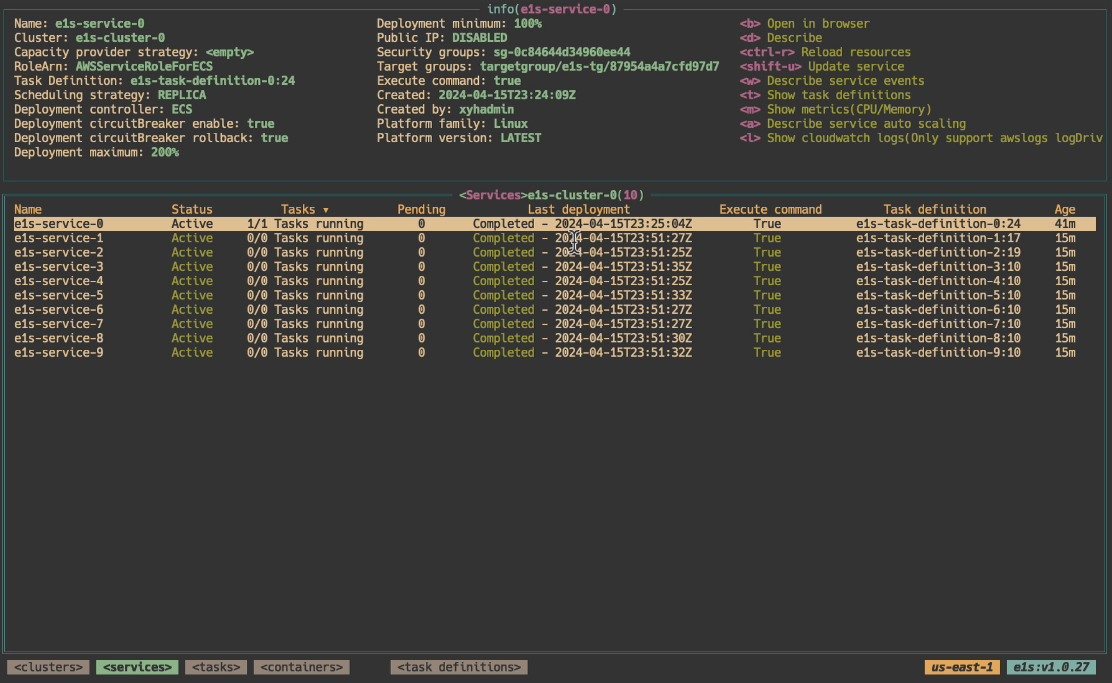 info(e1s-service-0)
Name: e1s-service-0 Deployment minimum: 100% <b> Open in browser
Cluster: e1s-cluster-0 Public IP: DISABLED <d> Describe
Capacity provider strategy: <empty> Security groups: sg-0c84644d34960ee44 <ctrl-r> Reload resources
RoleArn: AWSServiceRoleForECS Target groups: targetgroup/e1s-tg/87954a4a7cfd97d7 <shift-u> Update service
Task Definition: e1s-task-definition-0:24 Execute command: true <w> Describe service events
Scheduling strategy: REPLICA Created: 2024-04-15T23:24:09Z <t> Show task definitions
Deployment controller: ECS Created by: xyhadmin <m> Show metrics(CPU/Memory)
Deployment circuitBreaker enable: true Platform family: Linux <a> Describe service auto scaling
Deployment circuitBreaker rollback: true Platform version: LATEST <l> Show cloudwatch logs(Only support awslogs logDriv
Deployment maximum: 200%
<Services>e1s-cluster-0(10)
Name Status Tasks ▾ Pending Last deployment Execute command Task definition Age
e1s-service-0 Active 1/1 Tasks running 0 Completed - 2024-04-15T23:25:04Z True e1s-task-definition-0:24 41m
e1s-service-1 Active 0/0 Tasks running 0 Completed - 2024-04-15T23:51:27Z True e1s-task-definition-1:17 15m
e1s-service-2 Active 0/0 Tasks running 0 Completed - 2024-04-15T23:51:25Z True e1s-task-definition-2:19 15m
e1s-service-3 Active 0/0 Tasks running 0 Completed - 2024-04-15T23:51:35Z True e1s-task-definition-3:10 15m
e1s-service-4 Active 0/0 Tasks running 0 Completed - 2024-04-15T23:51:25Z True e1s-task-definition-4:10 15m
e1s-service-5 Active 0/0 Tasks running 0 Completed - 2024-04-15T23:51:33Z True e1s-task-definition-5:10 15m
e1s-service-6 Active 0/0 Tasks running 0 Completed - 2024-04-15T23:51:27Z True e1s-task-definition-6:10 15m
e1s-service-7 Active 0/0 Tasks running 0 Completed - 2024-04-15T23:51:27Z True e1s-task-definition-7:10 15m
e1s-service-8 Active 0/0 Tasks running 0 Completed - 2024-04-15T23:51:30Z True e1s-task-definition-8:10 15m
e1s-service-9 Active 0/0 Tasks running 0 Completed - 2024-04-15T23:51:32Z True e1s-task-definition-9:10 15m
<clusters> <services> <tasks> <containers> <task definitions> us-east-1 e1s:v1.0.27